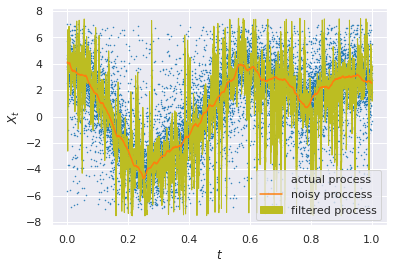 8
6
4
2
0
−2
−4
−6
−8
X_t
actual process
noisy proccess
filtered process
0.0 0.2 0.4 0.6 0.8 1.0
t